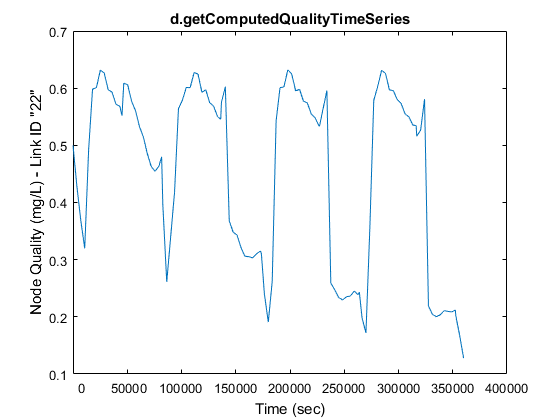 d.getComputedQualityTimeSeries
0.7
0.6
0.5
0.4
0.3
0.2
0.1
Node Quality (mg/L) - Link ID "22"
0 50000 100000 150000 200000 250000 300000 350000 400000
Time (sec)